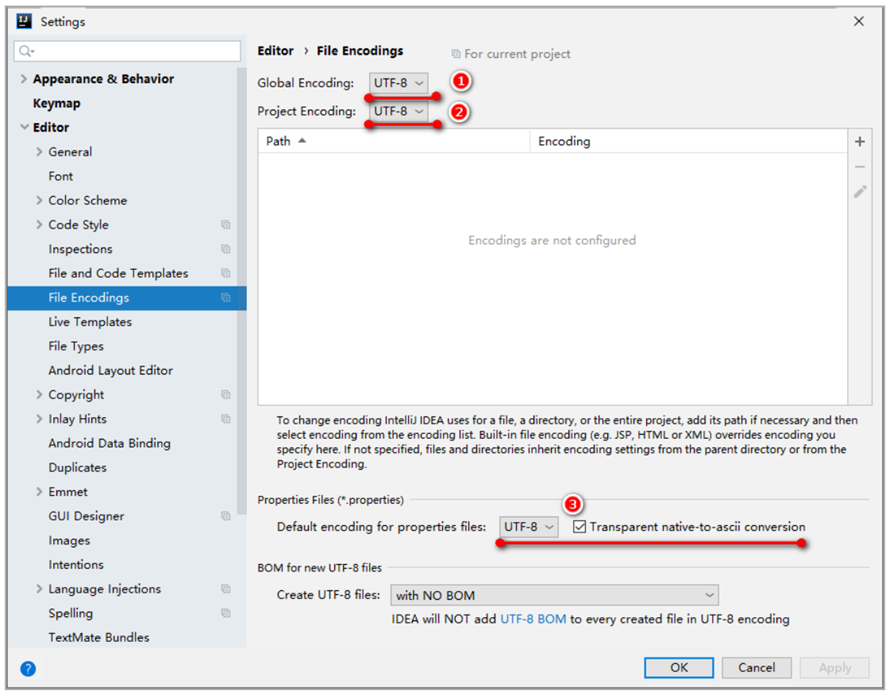 Settings
Editor › File Encodings
For current project
Appearance & Behavior
Keymap
Editor
General
Font
Color Scheme
Code Style
Inspections
File and Code Templates
File Encodings
Live Templates
File Types
Android Layout Editor
Copyright
Inlay Hints
Android Data Binding
Duplicates
Emmet
GUI Designer
Images
Intentions
Language Injections
Spelling
TextMate Bundles
Global Encoding: UTF-8 1
Project Encoding: UTF-8 2
Path Encoding
Encodings are not configured
To change encoding IntelliJ IDEA uses for a file, a directory, or the entire project, add its path if necessary and then
select encoding from the encoding list. Built-in file encoding (e.g. JSP, HTML or XML) overrides encoding you
specify here. If not specified, files and directories inherit encoding settings from the parent directory or from the
Project Encoding.
Properties Files (*.properties)
3
Default encoding for properties files: UTF-8 Transparent native-to-ascii conversion
BOM for new UTF-8 files
Create UTF-8 files: with NO BOM
IDEA will NOT add UTF-8 BOM to every created file in UTF-8 encoding
?
OK Cancel Apply